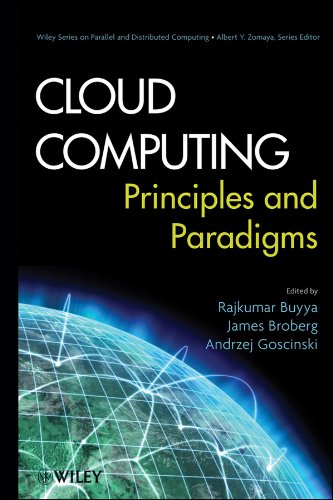 Wiley Series on Parallel and Distributed Computing • Albert Y. Zomaya, Series Editor
CLOUD
COMPUTING
Principles and
Paradigms
Edited by
Rajkumar Buyya
James Broberg
Andrzej Goscinski
WILEY